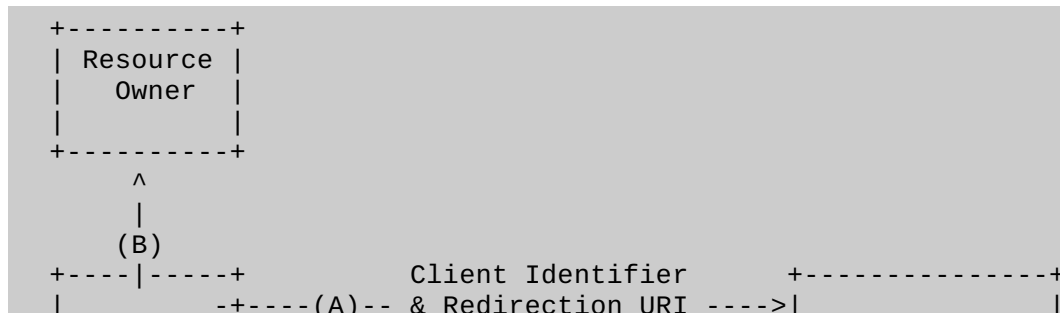 +----------+
| Resource |
|   Owner  |
|          |
+----------+
     ^
     |
    (B)
+----|-----+          Client Identifier      +---------------+
|         -+----(A)-- & Redirection URI ---->|               |